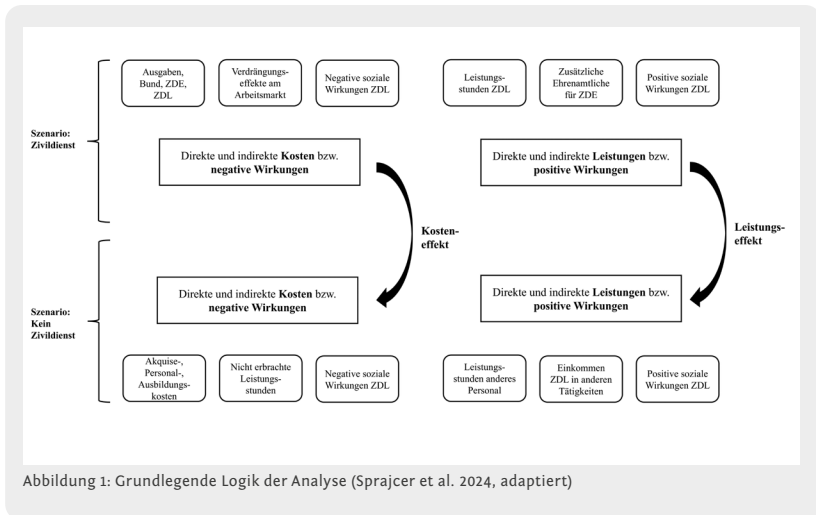 Ausgaben,
Bund, ZDE,
ZDL
Verdrängungs-
effekte am
Arbeitsmarkt
Negative soziale
Wirkungen ZDL
Leistungs-
stunden ZDL
Zusätzliche
Ehrenamtliche
für ZDE
Positive soziale
Wirkungen ZDL
Szenario:
Zivildienst
Direkte und indirekte Kosten bzw.
negative Wirkungen
Direkte und indirekte Leistungen bzw.
positive Wirkungen
Kosten-
effekt
Leistungs-
effekt
Szenario:
Kein
Zivildienst
Direkte und indirekte Kosten bzw.
negative Wirkungen
Direkte und indirekte Leistungen bzw.
positive Wirkungen
Akquise-,
Personal-,
Ausbildungs-
kosten
Nicht erbrachte
Leistungs-
stunden
Negative soziale
Wirkungen ZDL
Leistungs-
stunden anderes
Personal
Einkommen
ZDL in anderen
Tätigkeiten
Positive soziale
Wirkungen ZDL
Abbildung 1: Grundlegende Logik der Analyse (Sprajcer et al. 2024, adaptiert)